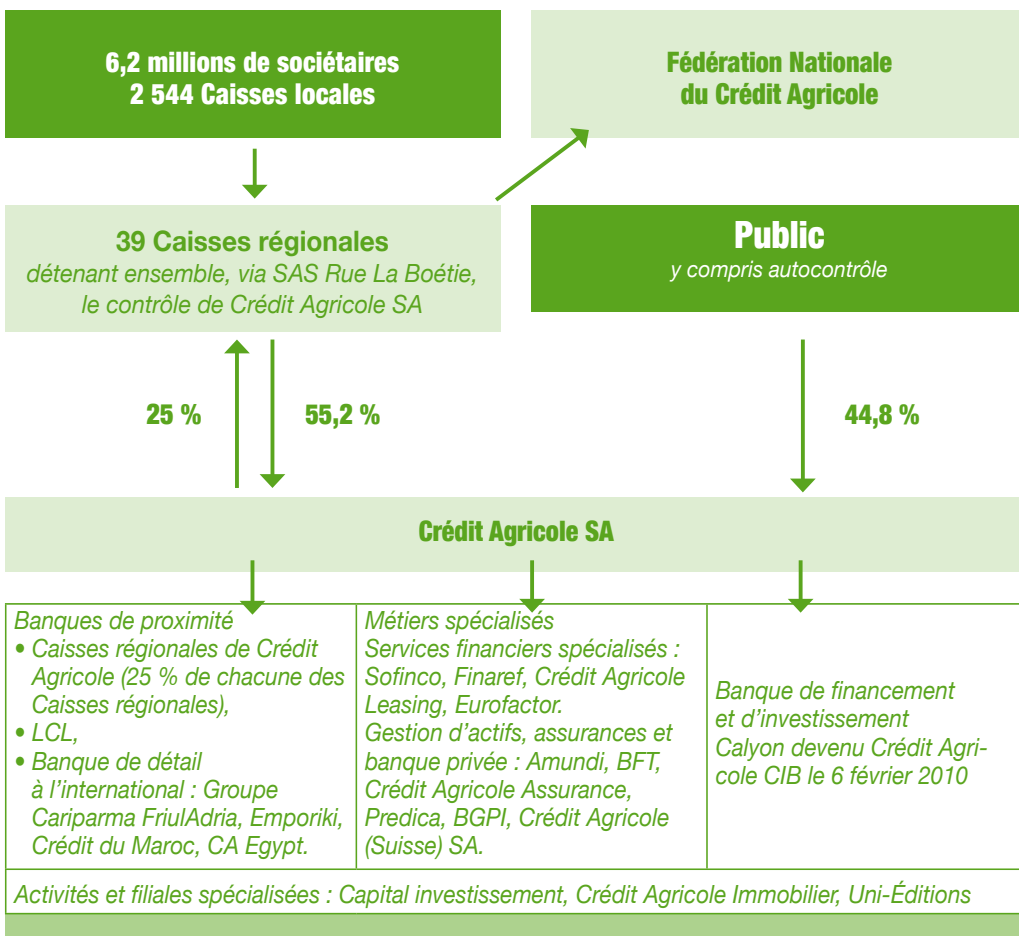 6,2 millions de sociétaires
2 544 Caisses locales
Fédération Nationale
du Crédit Agricole
39 Caisses régionales
détenant ensemble, via SAS Rue La Boétie,
le contrôle de Crédit Agricole SA
Public
y compris autocontrôle
25 %
55,2 %
44,8 %
Crédit Agricole SA
Banques de proximité
• Caisses régionales de Crédit
Agricole (25 % de chacune des
Caisses régionales),
• LCL,
• Banque de détail
à l’international : Groupe
Cariparma FriulAdria, Emporiki,
Crédit du Maroc, CA Egypt.
Métiers spécialisés
Services financiers spécialisés :
Sofinco, Finaref, Crédit Agricole
Leasing, Eurofactor.
Gestion d’actifs, assurances et
banque privée : Amundi, BFT,
Crédit Agricole Assurance,
Predica, BGPI, Crédit Agricole
(Suisse) SA.
Banque de financement
et d’investissement
Calyon devenu Crédit Agri-
cole CIB le 6 février 2010
Activités et filiales spécialisées : Capital investissement, Crédit Agricole Immobilier, Uni-Éditions